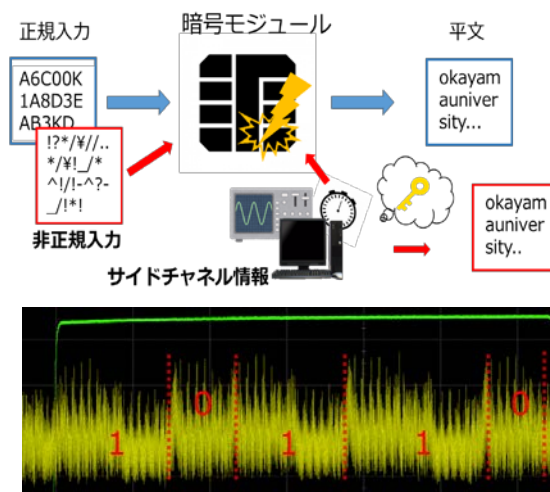 正規入力
暗号モジュール
平文
A6C00K
1A8D3E
AB3KD
!?*/¥//..
*/¥!_/*
^!/!-^?-
_/!*!
非正規入力
サイドチャネル情報
okayam
auniver
sity...
okayam
auniver
sity..
1
0
1
1
0